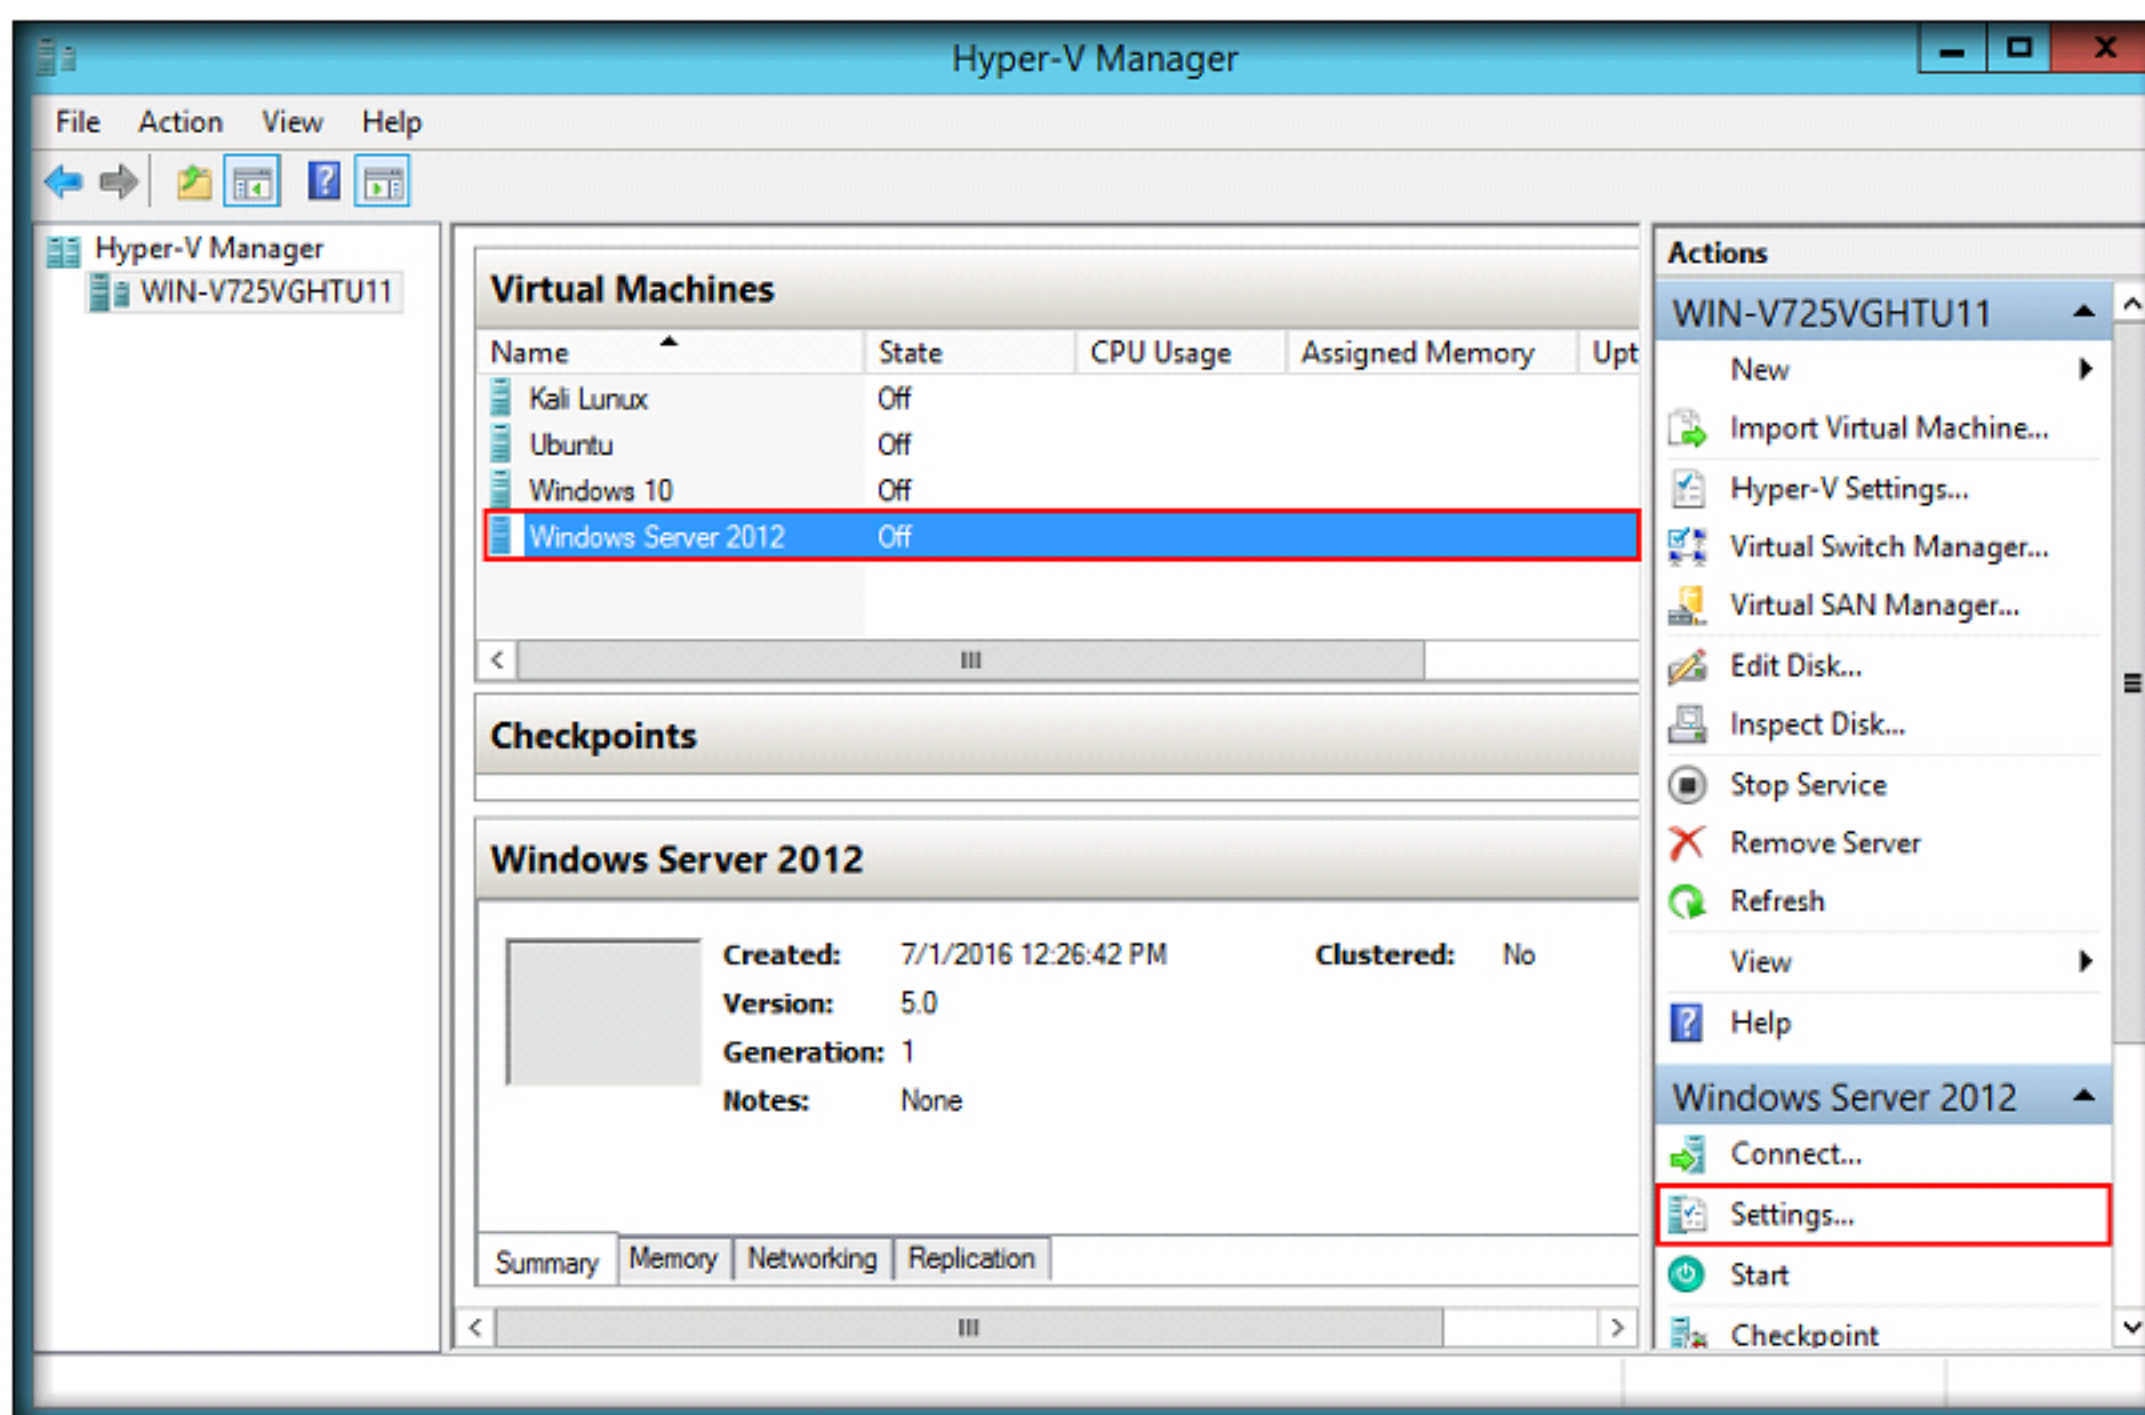 Hyper-V Manager
File Action View Help
Hyper-V Manager
WIN-V725VGHTU11
Virtual Machines
Name State CPU Usage Assigned Memory Upt
Kali Lunux Off
Ubuntu Off
Windows 10 Off
Windows Server 2012 Off
Checkpoints
Windows Server 2012
Created: 7/1/2016 12:26:42 PM Clustered: No
Version: 5.0
Generation: 1
Notes: None
Summary Memory Networking Replication
Actions
WIN-V725VGHTU11
New
Import Virtual Machine...
Hyper-V Settings...
Virtual Switch Manager...
Virtual SAN Manager...
Edit Disk...
Inspect Disk...
Stop Service
Remove Server
Refresh
View
Help
Windows Server 2012
Connect...
Settings...
Start
Checkpoint